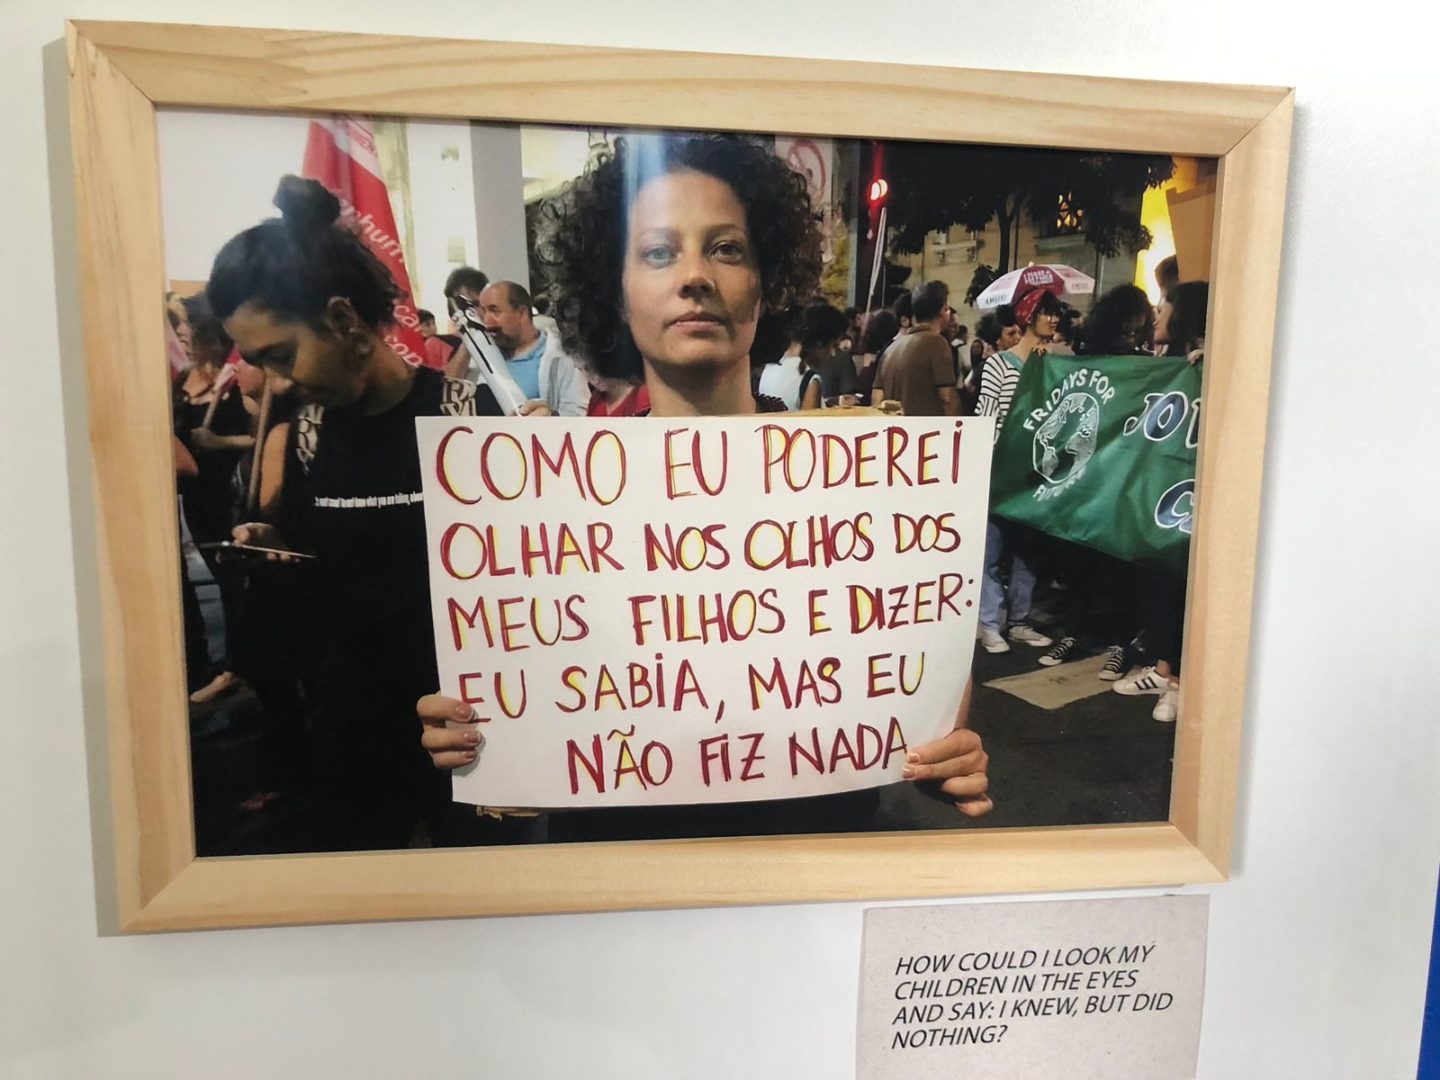 COMO EU PODEREI
OLHAR NOS OLHOS DOS
MEUS FILHOS E DIZER:
EU SABIA, MAS EU
NÃO FIZ NADA
FRIDAYS FOR
FUTURE
HOW COULD I LOOK MY
CHILDREN IN THE EYES
AND SAY: I KNEW, BUT DID
NOTHING?